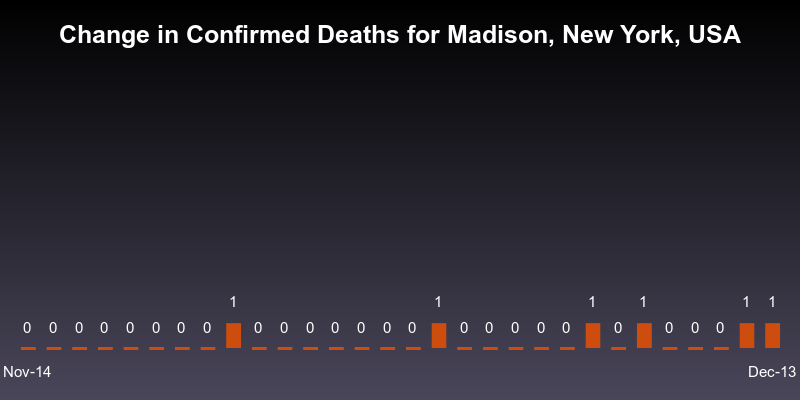 Change in Confirmed Deaths for Madison, New York, USA
0 0 0 0 0 0 0 0 1 0 0 0 0 0 0 0 1 0 0 0 0 0 1 0 1 0 0 0 1 1
Nov-14 Dec-13